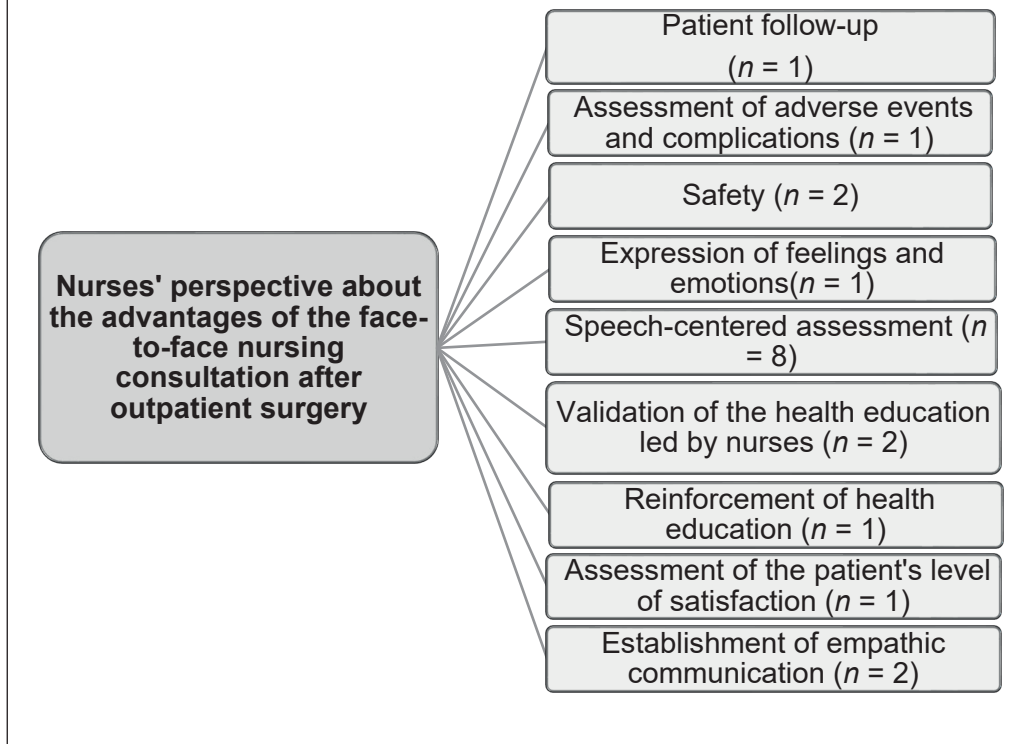 Nurses' perspective about
the advantages of the face-
to-face nursing
consultation after
outpatient surgery
Patient follow-up
(n = 1)
Assessment of adverse events
and complications (n = 1)
Safety (n = 2)
Expression of feelings and
emotions(n = 1)
Speech-centered assessment (n
= 8)
Validation of the health education
led by nurses (n = 2)
Reinforcement of health
education (n = 1)
Assessment of the patient's level
of satisfaction (n = 1)
Establishment of empathic
communication (n = 2)